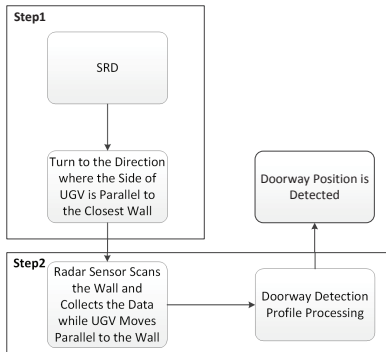 Step1
SRD
Turn to the Direction
where the Side of
UGV is Parallel to
the Closest Wall
Doorway Position is
Detected
Step2
Radar Sensor Scans
the Wall and
Collects the Data
while UGV Moves
Parallel to the Wall
Doorway Detection
Profile Processing